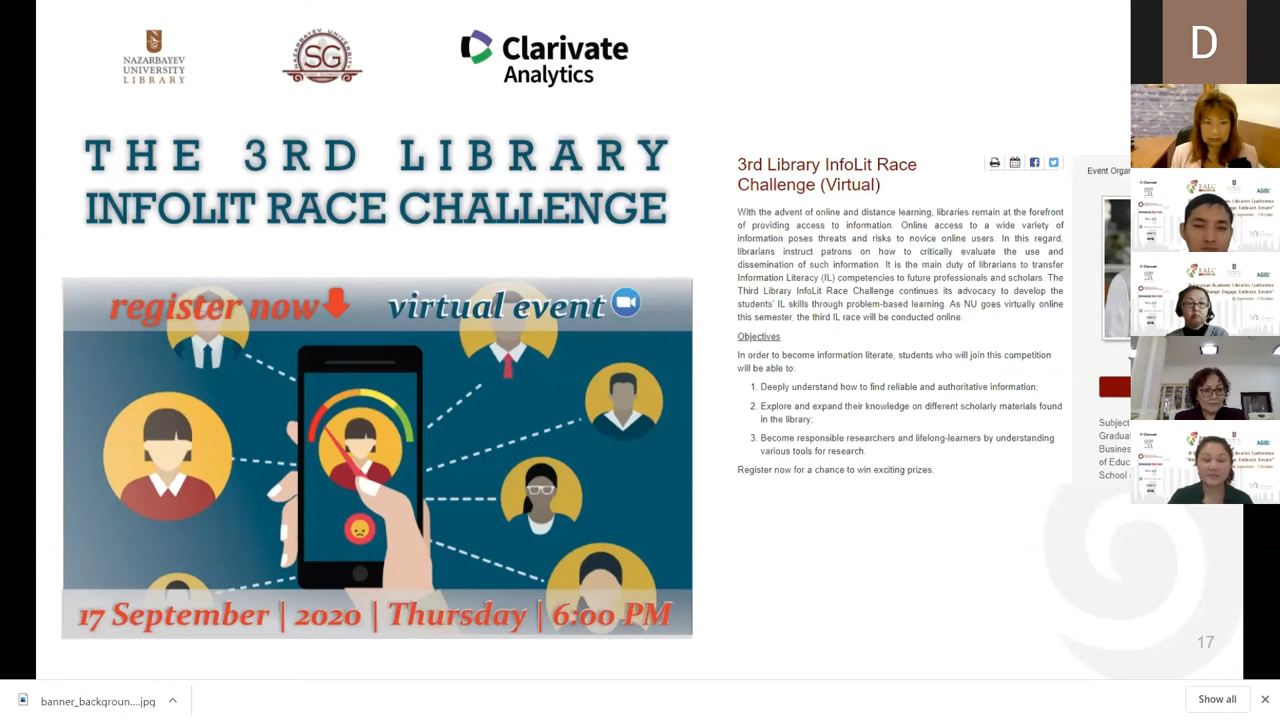 NAZARBAYEV
UNIVERSITY
LIBRARY
NAZARBAYEV UNIVERSITY
SG
Clarivate
Analytics
THE 3RD LIBRARY
INFOLIT RACE CHALLENGE
register now
virtual event
17 September | 2020 | Thursday | 6:00 PM
3rd Library InfoLit Race
Challenge (Virtual)
With the advent of online and distance learning, libraries remain at the forefront
of providing access to information. Online access to a wide variety of
information poses threats and risks to novice online users. In this regard,
librarians instruct patrons on how to critically evaluate the use and
dissemination of such information. It is the main duty of librarians to transfer
Information Literacy (IL) competencies to future professionals and scholars. The
Third Library InfoLit Race Challenge continues its advocacy to develop the
students' IL skills through problem-based learning. As NU goes virtually online
this semester, the third IL race will be conducted online.
Objectives
In order to become information literate, students who will join this competition
will be able to:
1. Deeply understand how to find reliable and authoritative information;
2. Explore and expand their knowledge on different scholarly materials found
in the library;
3. Become responsible researchers and lifelong-learners by understanding
various tools for research.
Register now for a chance to win exciting prizes.
Event Organ
Subject
Graduat
Business
of Educ
School
17
D
banner_backgroun....jpg
Show all